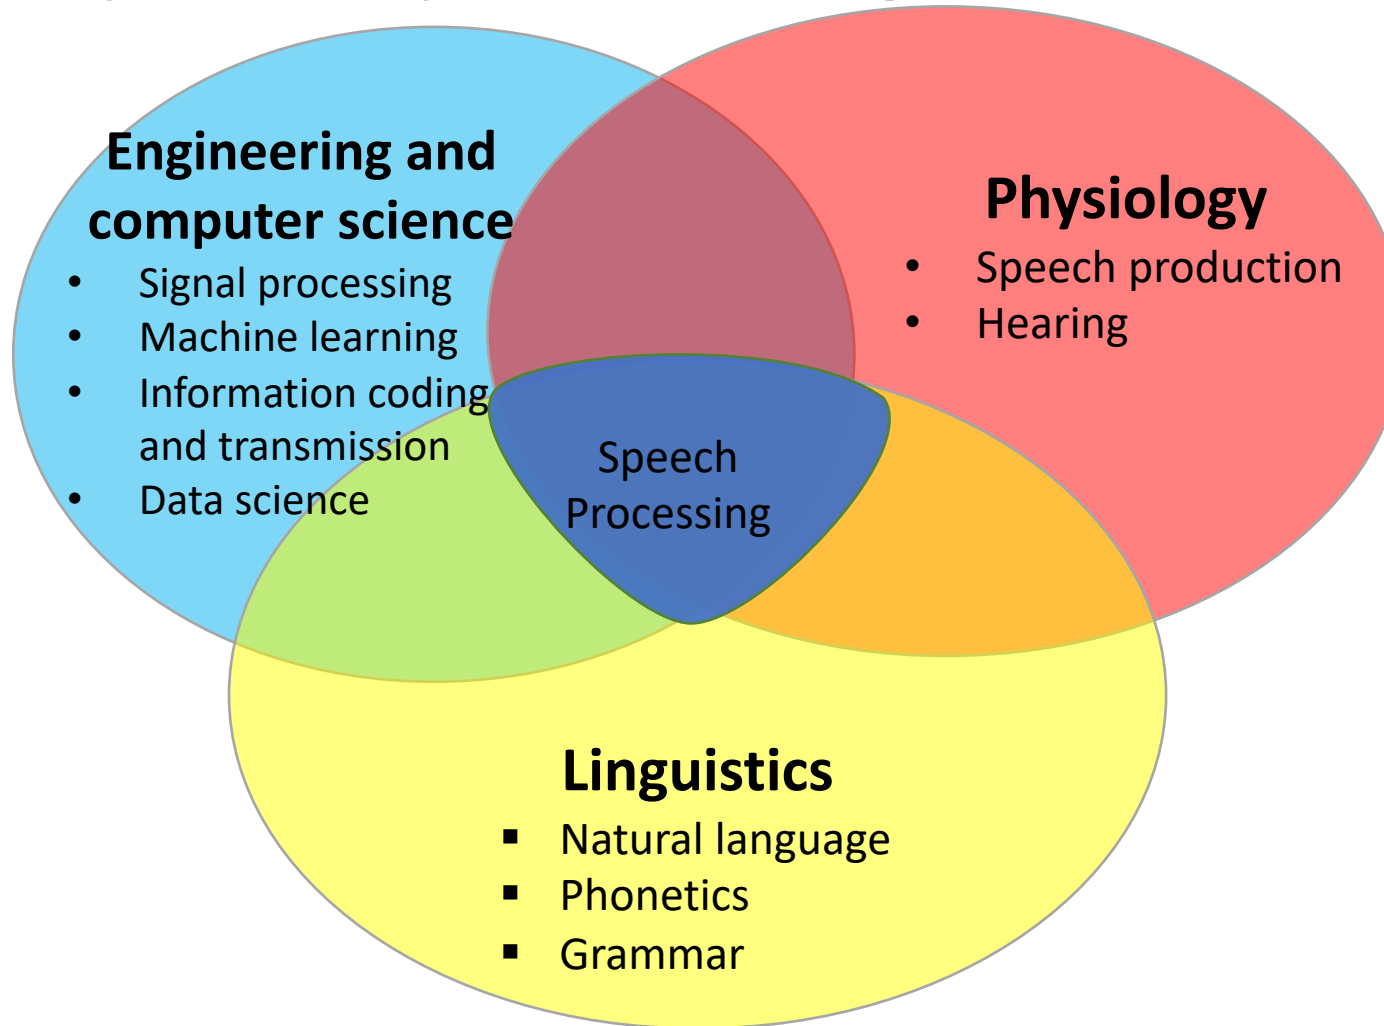 Engineering and
computer science
• Signal processing
• Machine learning
• Information coding
and transmission
• Data science
Physiology
• Speech production
• Hearing
Speech
Processing
Linguistics
▪ Natural language
▪ Phonetics
▪ Grammar